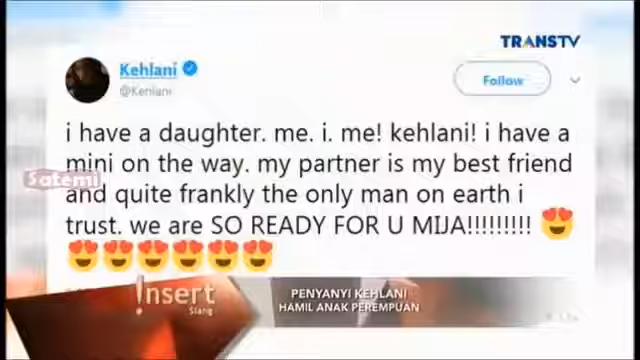 TRANSTV
Kehlani
@Kehlani
Follow
i have a daughter. me. i. me! kehlani! i have a
mini on the way. my partner is my best friend
Satemi
and quite frankly the only man on earth i
trust. we are SO READY FOR U MIJA!!!!!!!!! 😍
😍😍😍😍😍😍
!nsert
Siang
PENYANYI KEHLANI
HAMIL ANAK PEREMPUAN